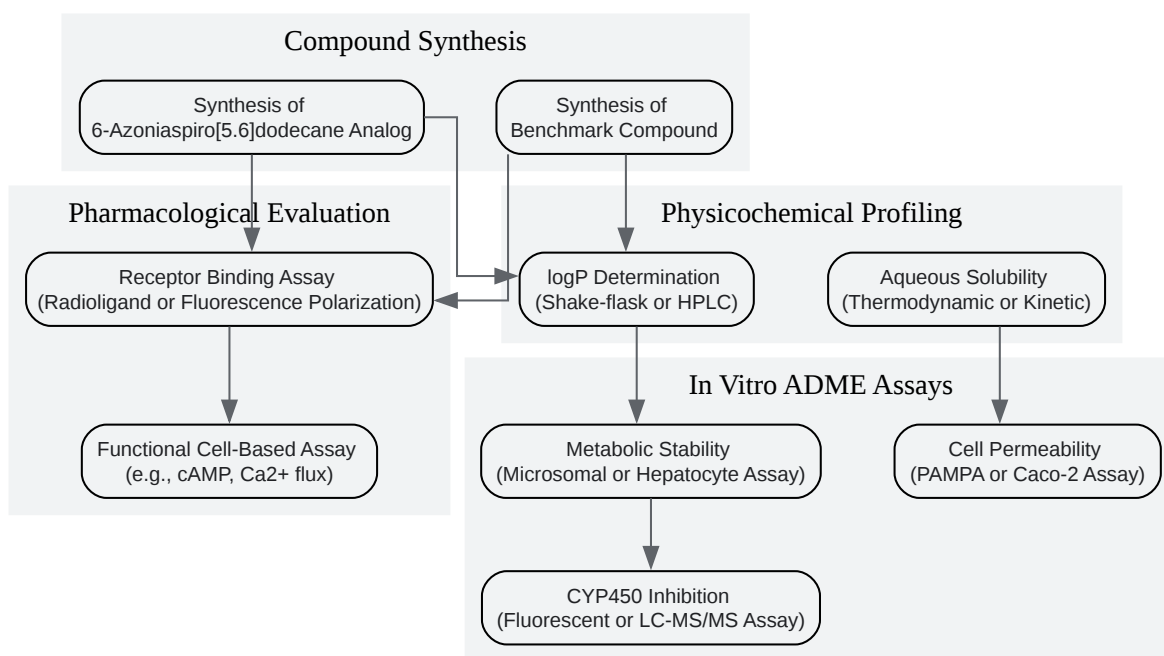 Compound Synthesis
Synthesis of
6-Azoniaspiro[5.6]dodecane Analog
Synthesis of
Benchmark Compound
Pharmacological Evaluation
Physicochemical Profiling
Receptor Binding Assay
(Radioligand or Fluorescence Polarization)
logP Determination
(Shake-flask or HPLC)
Aqueous Solubility
(Thermodynamic or Kinetic)
In Vitro ADME Assays
Functional Cell-Based Assay
(e.g., cAMP, Ca2+ flux)
Metabolic Stability
(Microsomal or Hepatocyte Assay)
Cell Permeability
(PAMPA or Caco-2 Assay)
CYP450 Inhibition
(Fluorescent or LC-MS/MS Assay)